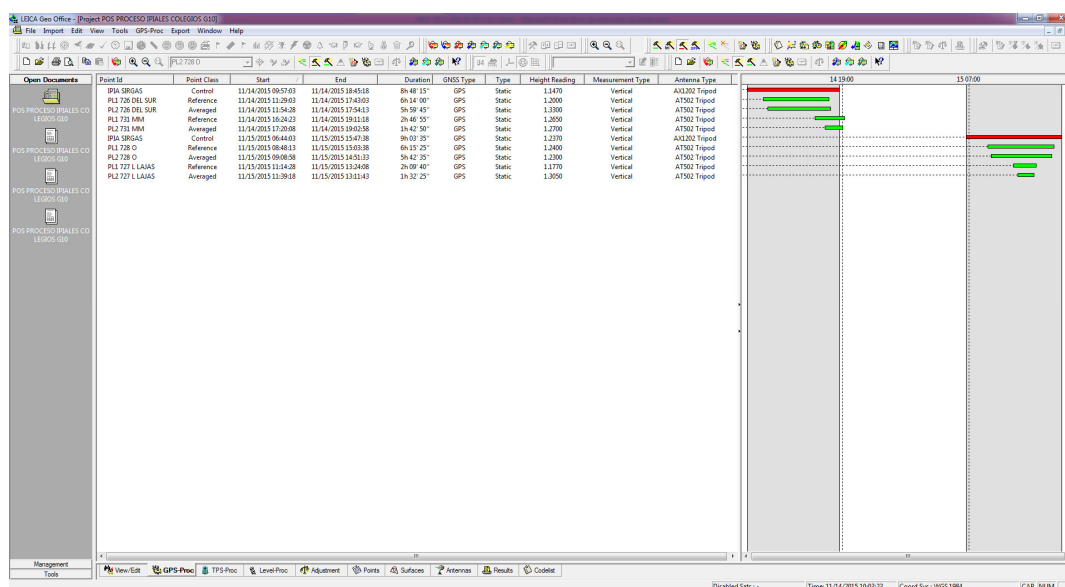 LEICA Geo Office - [Project POS PROCESO IPIALES COLEGIOS G10]
File Import Edit View Tools GPS-Proc Export Window Help
PL2 728 O
Open Documents
POS PROCESO IPIALES CO
LEGIOS G10
POS PROCESO IPIALES CO
LEGIOS G10
POS PROCESO IPIALES CO
LEGIOS G10
POS PROCESO IPIALES CO
LEGIOS G10
Management
Tools
Point Id Point Class Start / End Duration GNSS Type Type Height Reading Measurement Type Antenna Type 14 19:00 15 07:00
IPIA SIRGAS Control 11/14/2015 09:57:03 11/14/2015 18:45:18 8h 48' 15" GPS Static 1.1470 Vertical AX1202 Tripod
PL1 726 DEL SUR Reference 11/14/2015 11:29:03 11/14/2015 17:43:03 6h 14' 00" GPS Static 1.2000 Vertical AT502 Tripod
PL2 726 DEL SUR Averaged 11/14/2015 11:54:28 11/14/2015 17:54:13 5h 59' 45" GPS Static 1.3300 Vertical AT502 Tripod
PL1 731 MM Reference 11/14/2015 16:24:23 11/14/2015 19:11:18 2h 46' 55" GPS Static 1.2650 Vertical AT502 Tripod
PL2 731 MM Averaged 11/14/2015 17:20:08 11/14/2015 19:02:58 1h 42' 50" GPS Static 1.2700 Vertical AT502 Tripod
IPIA SIRGAS Control 11/15/2015 06:44:03 11/15/2015 15:47:38 9h 03' 35" GPS Static 1.2370 Vertical AX1202 Tripod
PL1 728 O Reference 11/15/2015 08:48:13 11/15/2015 15:03:38 6h 15' 25" GPS Static 1.2400 Vertical AT502 Tripod
PL2 728 O Averaged 11/15/2015 09:08:58 11/15/2015 14:51:33 5h 42' 35" GPS Static 1.2300 Vertical AT502 Tripod
PL1 727 L LAJAS Reference 11/15/2015 11:14:28 11/15/2015 13:24:08 2h 09' 40" GPS Static 1.1770 Vertical AT502 Tripod
PL2 727 L LAJAS Averaged 11/15/2015 11:39:18 11/15/2015 13:11:43 1h 32' 25" GPS Static 1.3050 Vertical AT502 Tripod
View/Edit GPS-Proc TPS-Proc Level-Proc Adjustment Points Surfaces Antennas Results Codelist
Disabled Sats: - Time: 11/14/2015 10:03:22 Coord Sys.: WGS 1984 CAP NUM